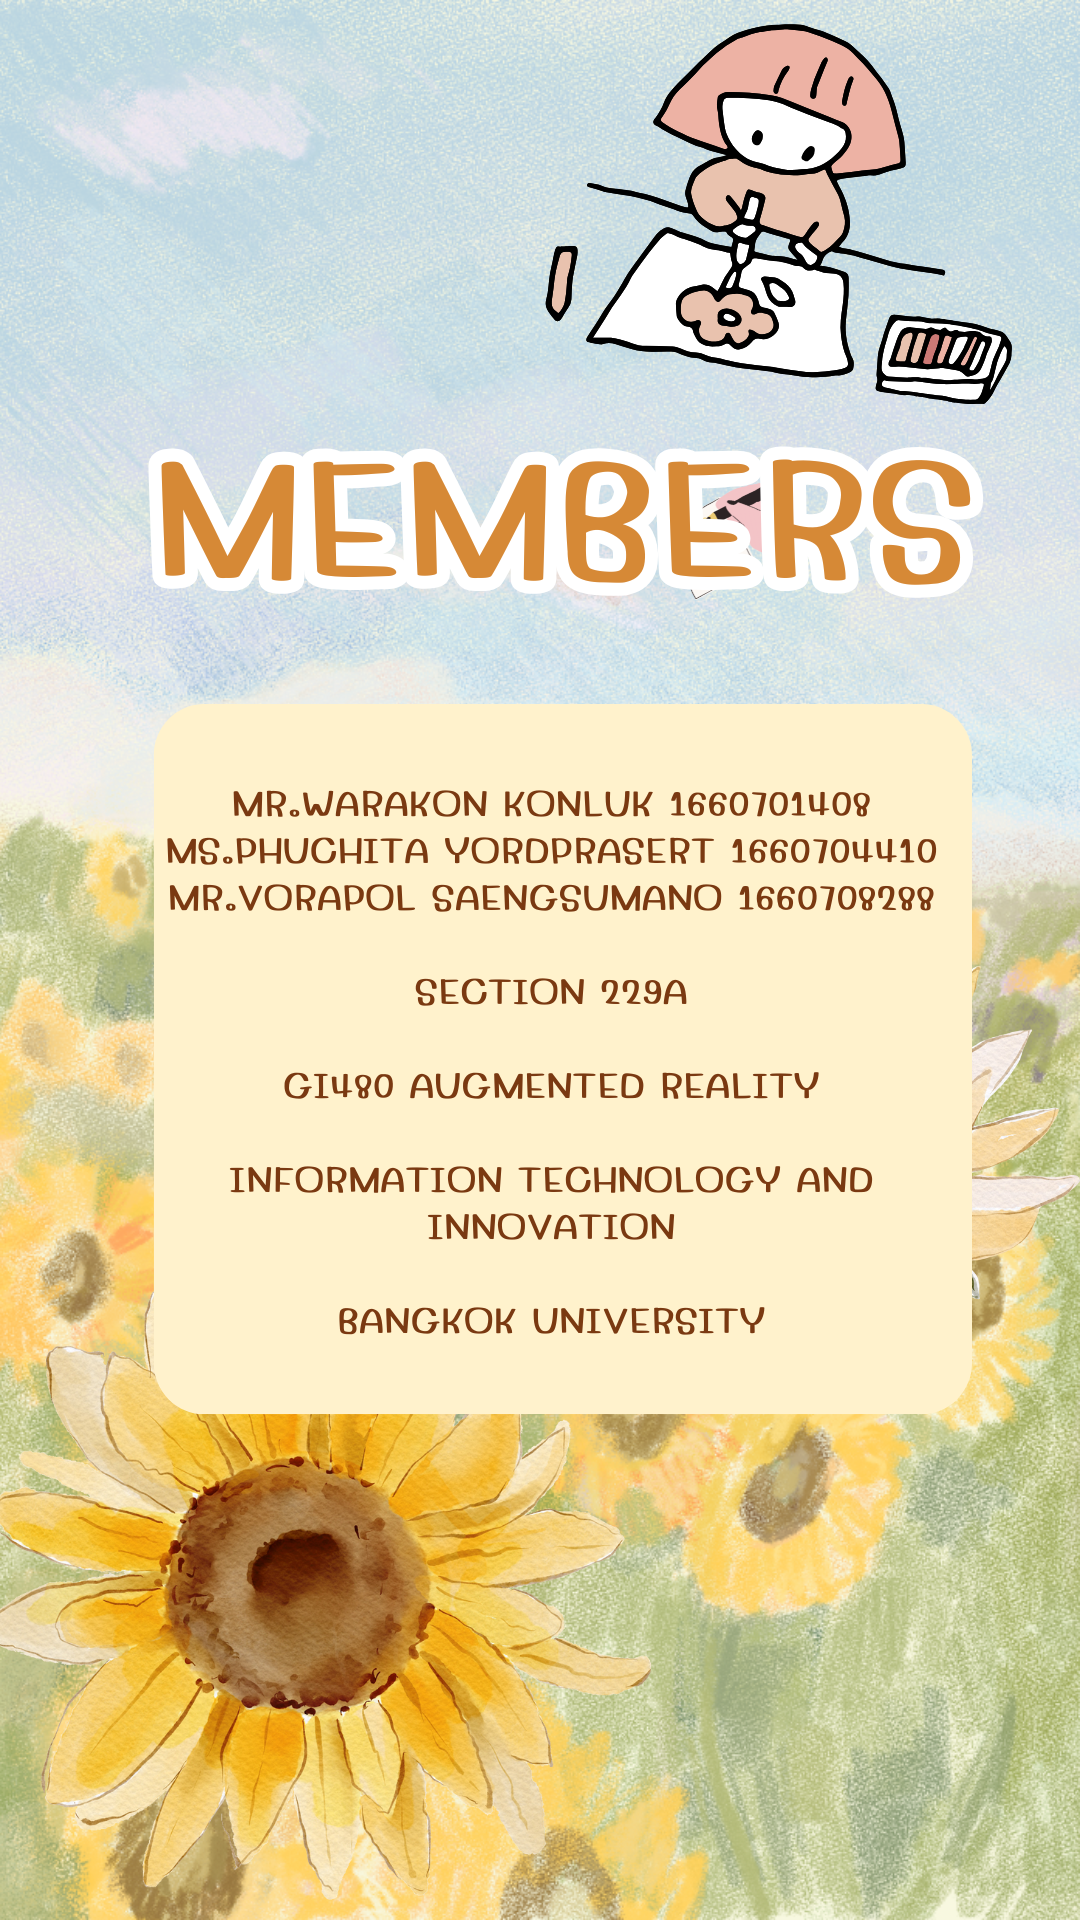 MEMBERS
MR.WARAKON KONLUK 1660701408
MS.PHUCHITA YORDPRASERT 1660704410
MR.VORAPOL SAENGSUMANO 1660708288
SECTION 229A
GI480 AUGMENTED REALITY
INFORMATION TECHNOLOGY AND
INNOVATION
BANGKOK UNIVERSITY